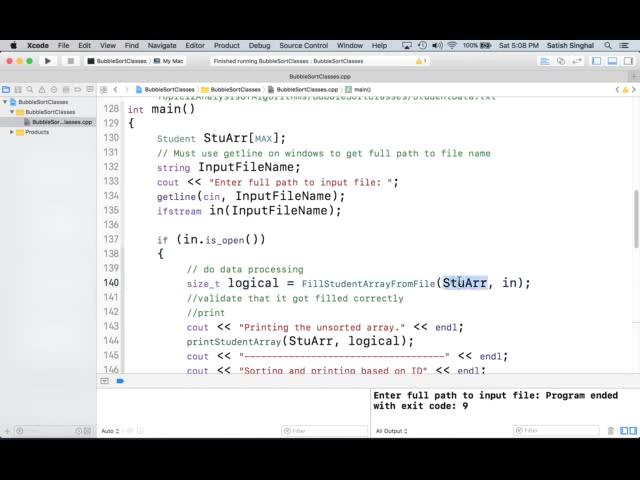 Xcode File Edit View Find Navigate Editor Product Debug Source Control Window Help 100% Sat 5:08 PM Satish Singhal
BubbleSortClasses My Mac Finished running BubbleSortClasses : BubbleSortClasses 1
BubbleSortClasses.cpp
BubbleSortClasses BubbleSortClasses BubbleSortClasses.cpp main()
BubbleSortClasses
BubbleSortClasses
BubbleSor...lasses.cpp
Products
128 int main()
129 {
130 Student StuArr[MAX];
131 // Must use getline on windows to get full path to file name
132 string InputFileName;
133 cout << "Enter full path to input file: ";
134 getline(cin, InputFileName);
135 ifstream in(InputFileName);
136
137 if (in.is_open())
138 {
139 // do data processing
140 size_t logical = FillStudentArrayFromFile(StuArr, in);
141 //validate that it got filled correctly
142 //print
143 cout << "Printing the unsorted array." << endl;
144 printStudentArray(StuArr, logical);
145 cout << "-------------------------------------" << endl;
146 cout << "Sorting and printing based on ID" << endl;
Enter full path to input file: Program ended
with exit code: 9
Auto Filter All Output Filter
Filter